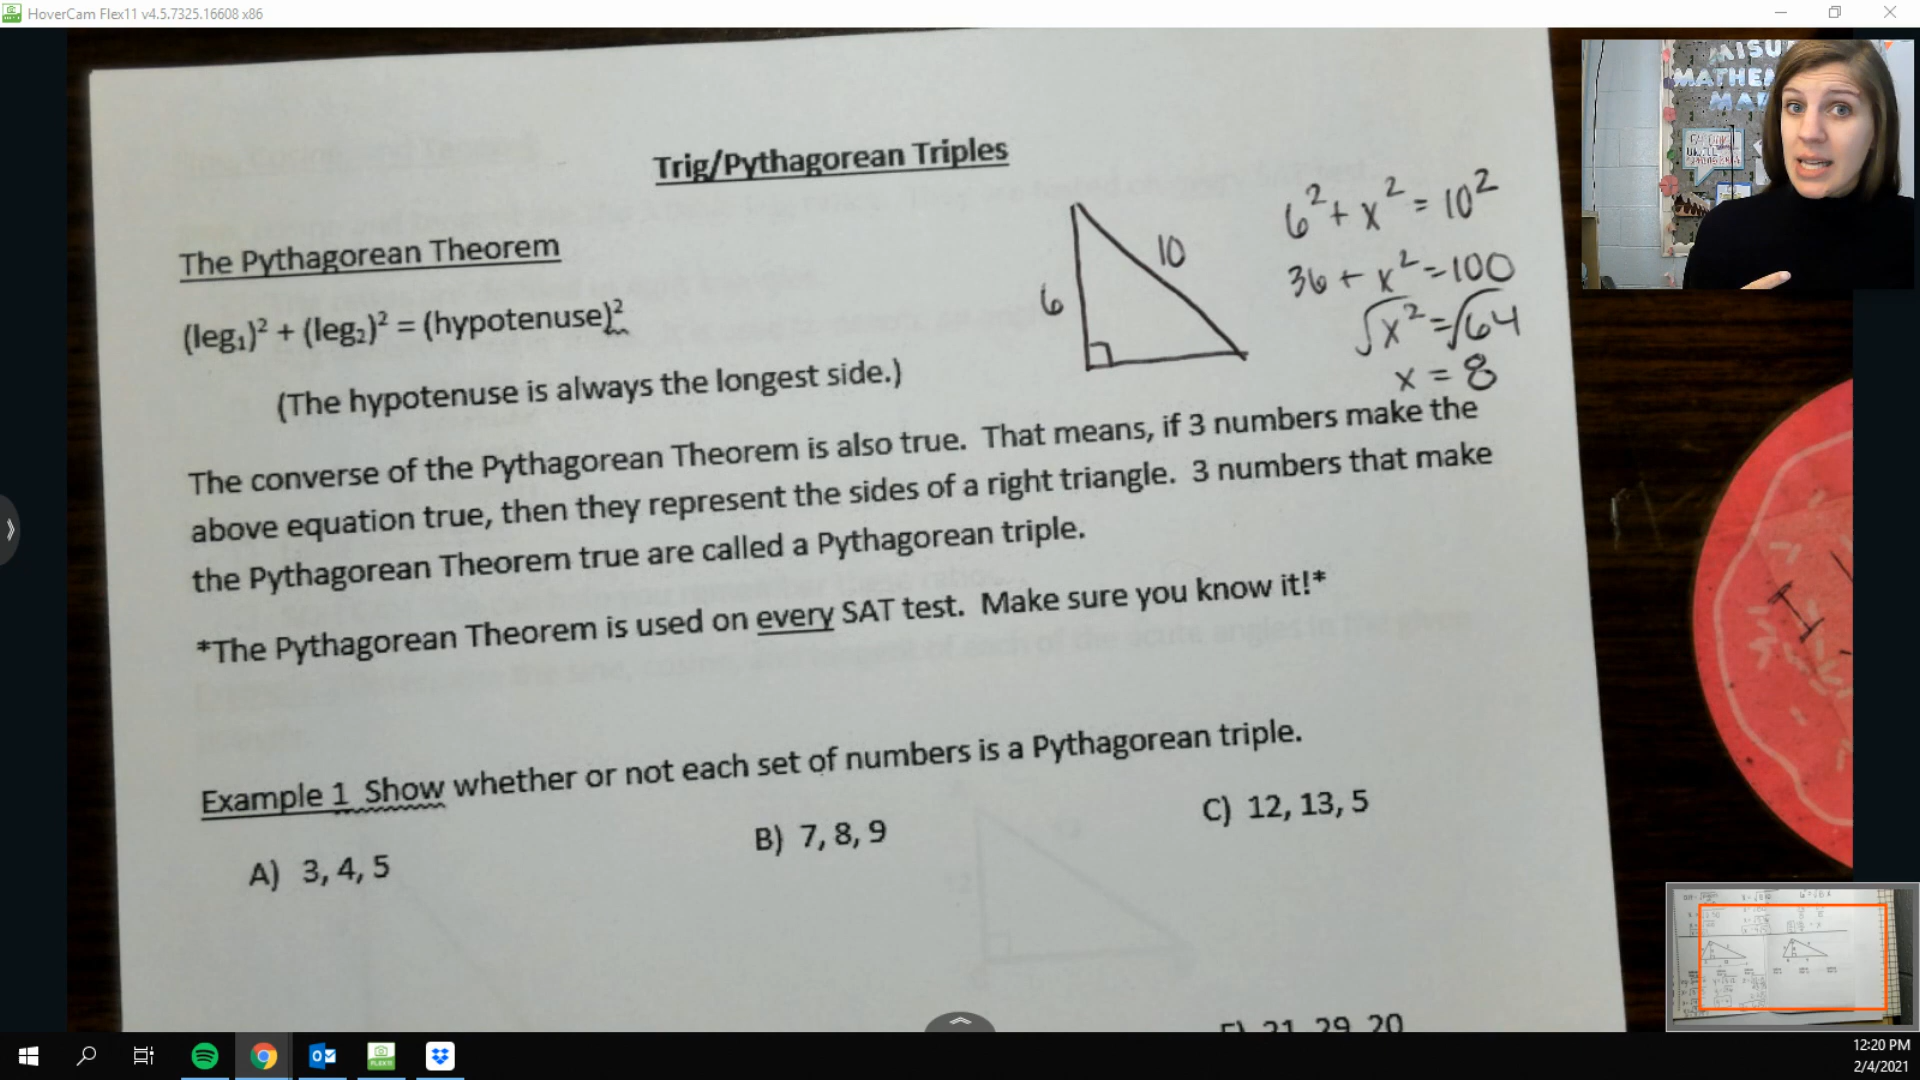 HoverCam Flex11 v4.5.7325.16608 x86
MATHEM
Trig/Pythagorean Triples
The Pythagorean Theorem
(leg₁)² + (leg₂)² = (hypotenuse)²
(The hypotenuse is always the longest side.)
6
10
6² + x² = 10²
36 + x² = 100
√x² = √64
x = 8
The converse of the Pythagorean Theorem is also true. That means, if 3 numbers make the
above equation true, then they represent the sides of a right triangle. 3 numbers that make
the Pythagorean Theorem true are called a Pythagorean triple.
*The Pythagorean Theorem is used on every SAT test. Make sure you know it!*
Example 1 Show whether or not each set of numbers is a Pythagorean triple.
A) 3, 4, 5
B) 7, 8, 9
C) 12, 13, 5
21, 29, 20
12:20 PM
2/4/2021